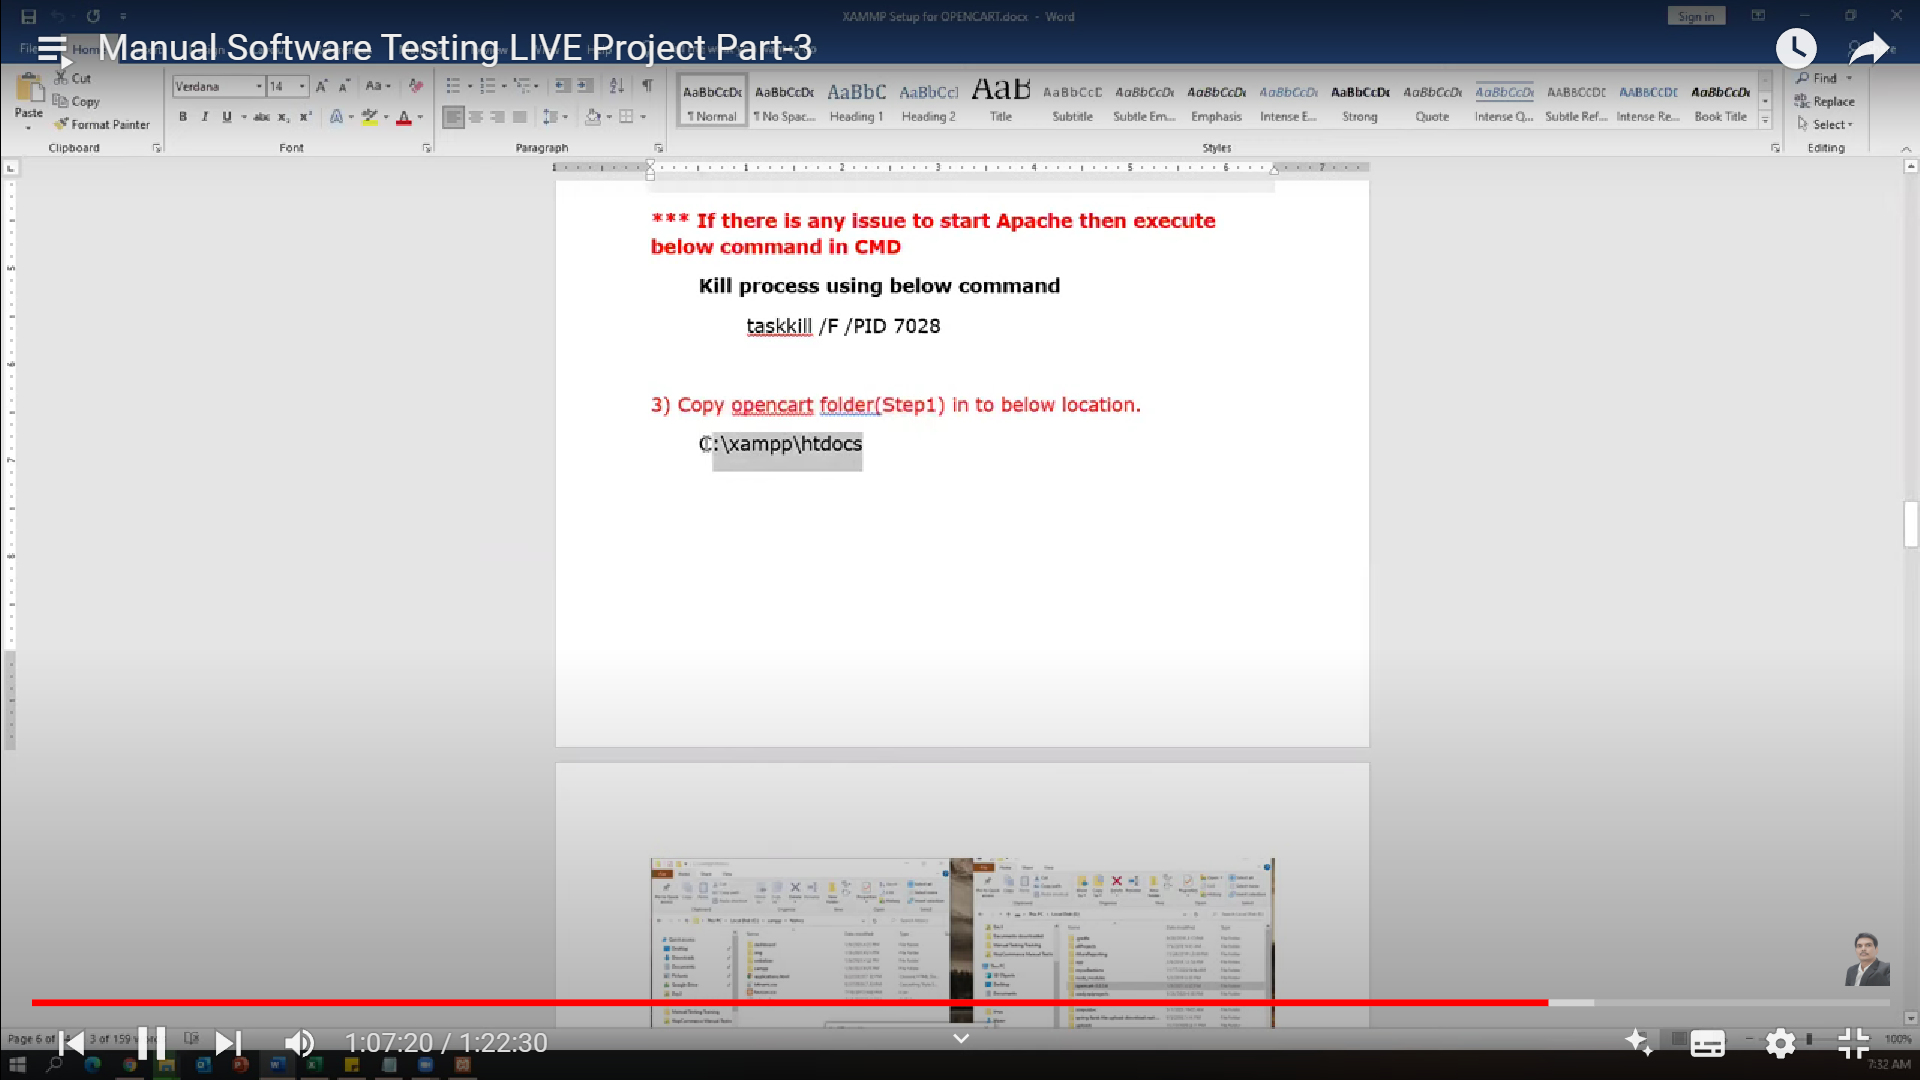 XAMMP Setup for OPENCART.docx - Word
Sign in
Manual Software Testing LIVE Project Part-3
Cut
Copy
Format Painter
Paste
Clipboard
Verdana
14
Font
Paragraph
AaBbCcDc AaBbCcDc AaBbC AaBbCcI AaB AaBbCcD AaBbCcDc AaBbCcDc AaBbCcDc AaBbCcDc AaBbCcDc AaBbCcDc AABBCCDC AABBCCDC AaBbCcDc
¶ Normal ¶ No Spac... Heading 1 Heading 2 Title Subtitle Subtle Em... Emphasis Intense E... Strong Quote Intense Q... Subtle Ref... Intense Re... Book Title
Styles
Find
Replace
Select
Editing
*** If there is any issue to start Apache then execute
below command in CMD
Kill process using below command
taskkill /F /PID 7028
3) Copy opencart folder(Step1) in to below location.
C:\xampp\htdocs
Page 6 of
3 of 159
1:07:20 / 1:22:30
100%
7:32 AM